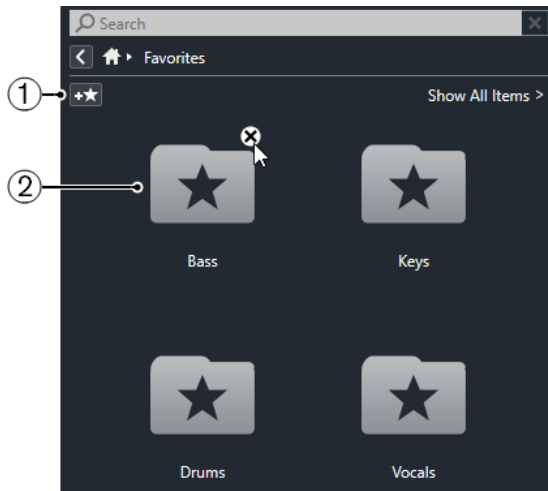 Search
Favorites
1
Show All Items >
2
Bass
Keys
Drums
Vocals